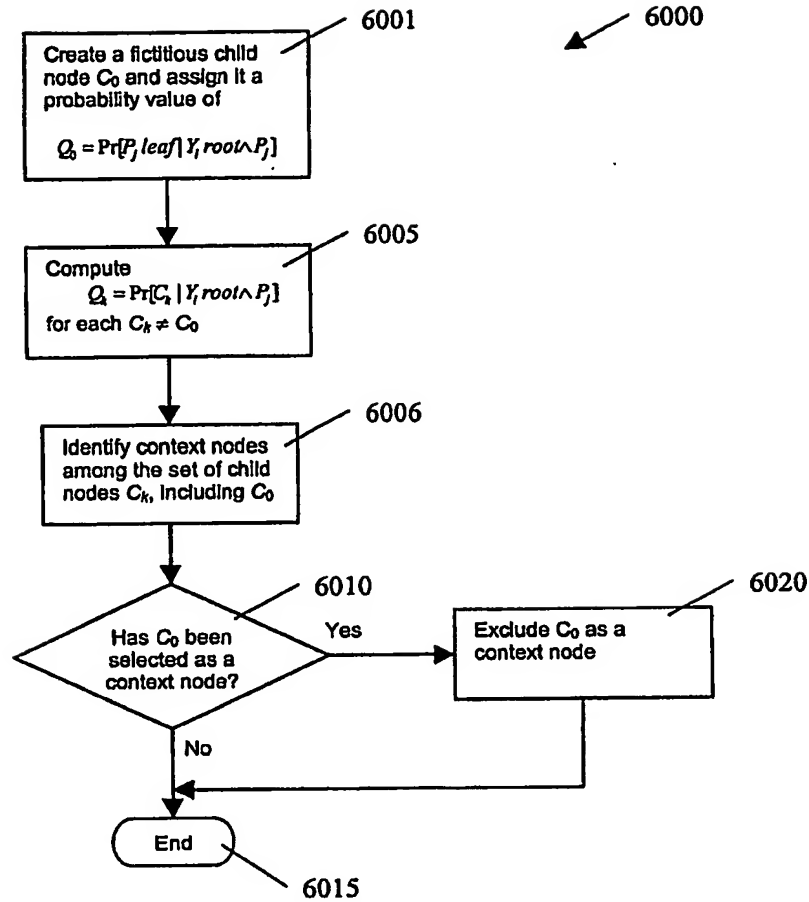 6001
6000
Create a fictitious child
node C₀ and assign it a
probability value of
Q₀ = Pr[Pⱼ leaf | Yᵢ root ∧ Pⱼ]
6005
Compute
Qₖ = Pr[Cₖ | Yᵢ root ∧ Pⱼ]
for each Cₖ ≠ C₀
6006
Identify context nodes
among the set of child
nodes Cₖ, including C₀
6010
6020
Has C₀ been
selected as a
context node?
Yes
Exclude C₀ as a
context node
No
End
6015